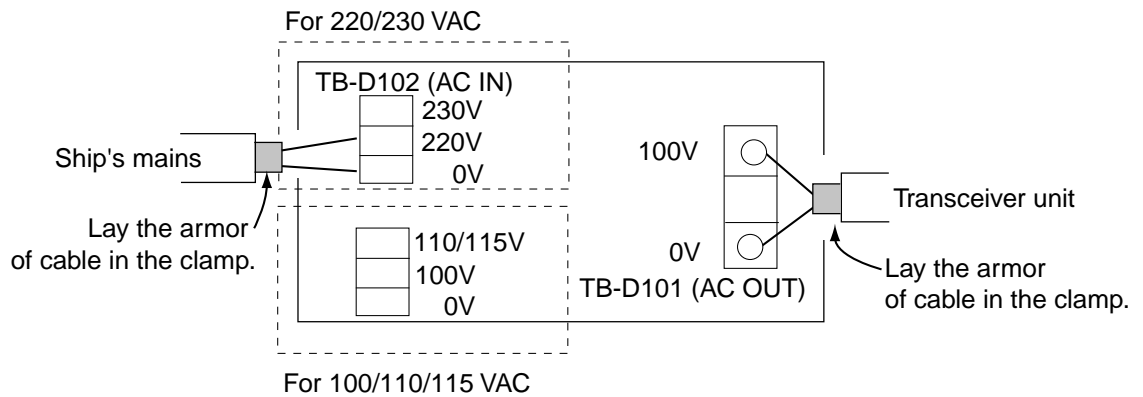 For 220/230 VAC
TB-D102 (AC IN)
230V
220V
0V
Ship's mains
Lay the armor
of cable in the clamp.
110/115V
100V
0V
For 100/110/115 VAC
100V
0V
TB-D101 (AC OUT)
Transceiver unit
Lay the armor
of cable in the clamp.